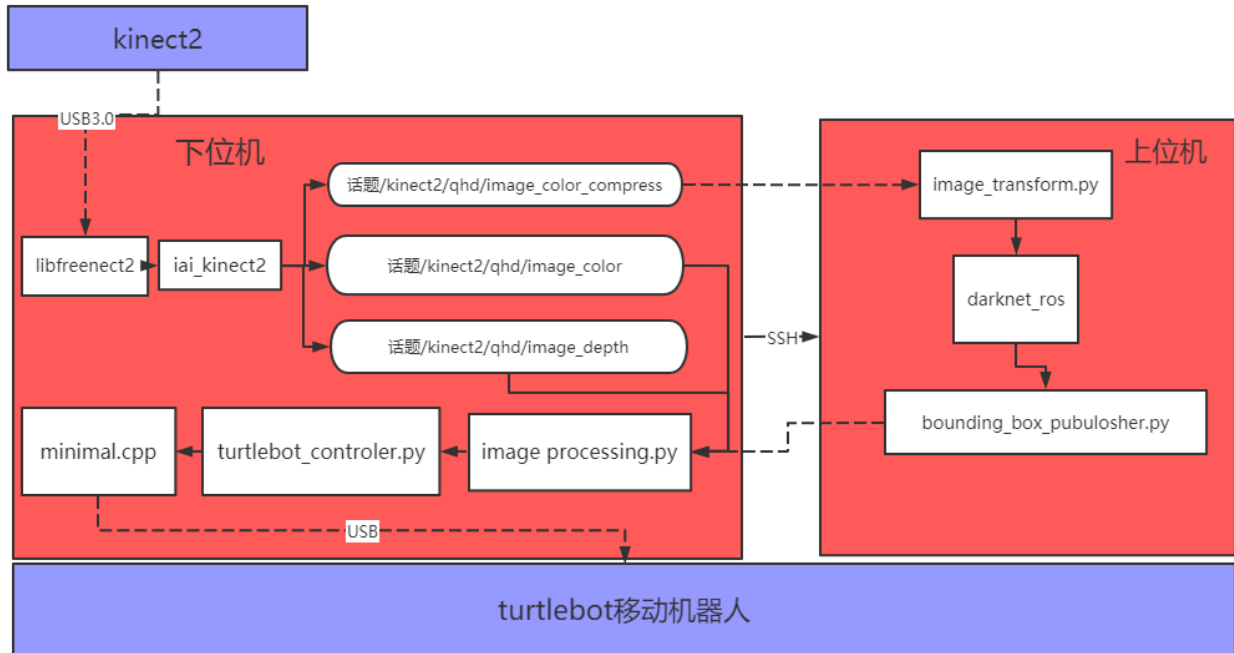 kinect2
USB3.0
下位机
上位机
话题/kinect2/qhd/image_color_compress
image_transform.py
libfreenect2
iai_kinect2
话题/kinect2/qhd/image_color
darknet_ros
话题/kinect2/qhd/image_depth
SSH
minimal.cpp
turtlebot_controler.py
image processing.py
bounding_box_pubulosher.py
USB
turtlebot移动机器人